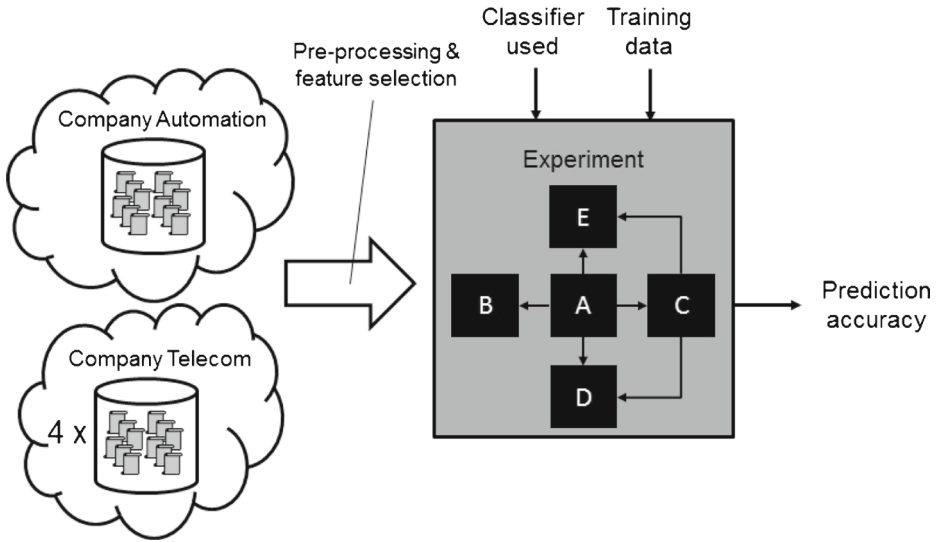 Classifier
used
Training
data
Pre-processing &
feature selection
Company Automation
Experiment
E
B
A
C
D
Prediction
accuracy
Company Telecom
4 x